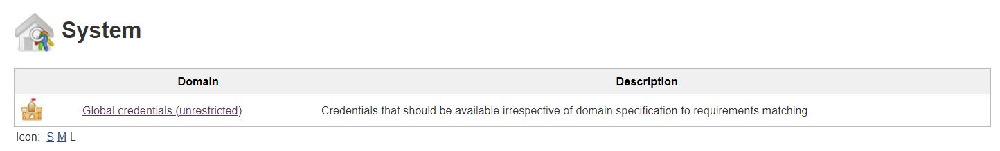 System
Domain Description
Global credentials (unrestricted) Credentials that should be available irrespective of domain specification to requirements matching.
Icon: S M L